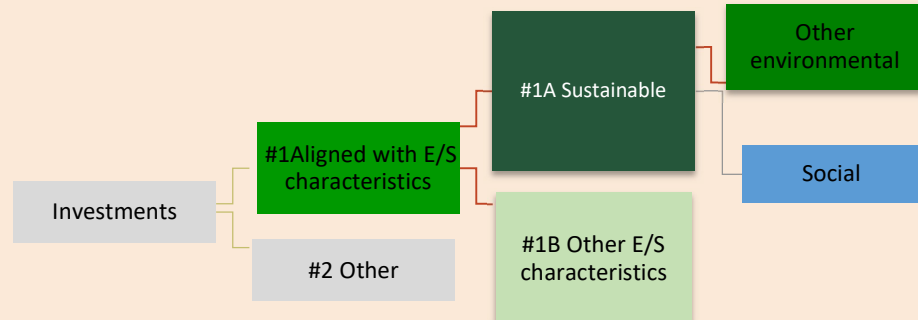 Other
environmental
#1A Sustainable
#1Aligned with E/S
characteristics
Social
Investments
#1B Other E/S
characteristics
#2 Other